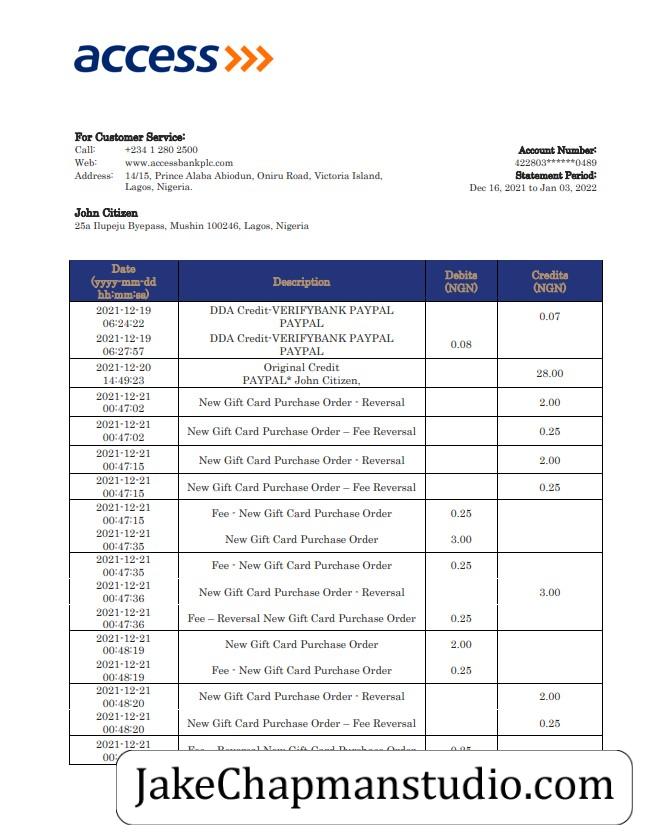 access
For Customer Service:
Call: +234 1 280 2500
Web: www.accessbankplc.com
Address: 14/15, Prince Alaba Abiodun, Oniru Road, Victoria Island,
Lagos, Nigeria.
Account Number:
422803******0489
Statement Period:
Dec 16, 2021 to Jan 03, 2022
John Citizen
25a Ilupeju Byepass, Mushin 100246, Lagos, Nigeria
Date
(yyyy-mm-dd
hh:mm:ss)
Description
Debits
(NGN)
Credits
(NGN)
2021-12-19
06:24:22
DDA Credit-VERIFYBANK PAYPAL
PAYPAL
0.07
2021-12-19
06:27:57
DDA Credit-VERIFYBANK PAYPAL
PAYPAL
0.08
2021-12-20
14:49:23
Original Credit
PAYPAL* John Citizen,
28.00
2021-12-21
00:47:02
New Gift Card Purchase Order - Reversal
2.00
2021-12-21
00:47:02
New Gift Card Purchase Order – Fee Reversal
0.25
2021-12-21
00:47:15
New Gift Card Purchase Order - Reversal
2.00
2021-12-21
00:47:15
New Gift Card Purchase Order – Fee Reversal
0.25
2021-12-21
00:47:15
Fee - New Gift Card Purchase Order
0.25
2021-12-21
00:47:35
New Gift Card Purchase Order
3.00
2021-12-21
00:47:35
Fee - New Gift Card Purchase Order
0.25
2021-12-21
00:47:36
New Gift Card Purchase Order - Reversal
3.00
2021-12-21
00:47:36
Fee – Reversal New Gift Card Purchase Order
0.25
2021-12-21
00:48:19
New Gift Card Purchase Order
2.00
2021-12-21
00:48:19
Fee - New Gift Card Purchase Order
0.25
2021-12-21
00:48:20
New Gift Card Purchase Order - Reversal
2.00
2021-12-21
00:48:20
New Gift Card Purchase Order – Fee Reversal
0.25
2021-12-21
Fee – Reversal New Gift Card Purchase Order
0.25
JakeChapmanstudio.com